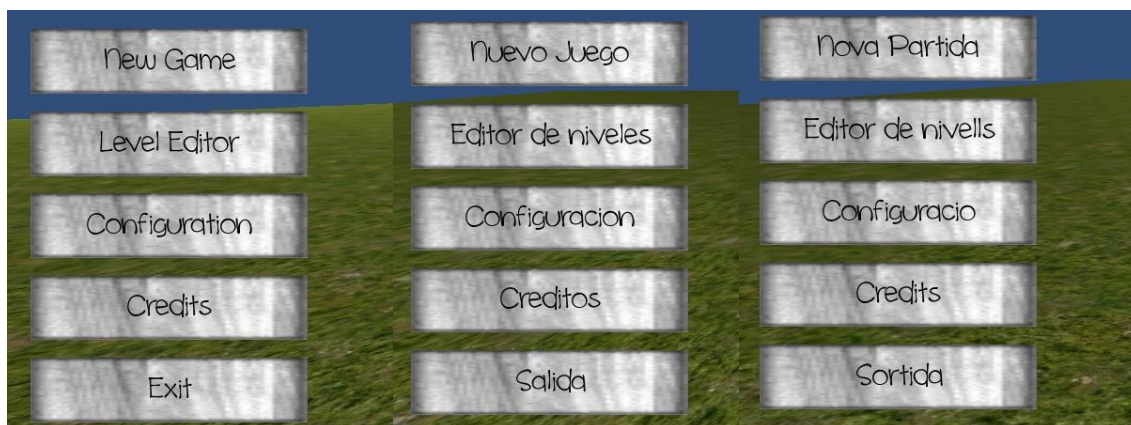 New Game
Level Editor
Configuration
Credits
Exit
Nuevo Juego
Editor de niveles
Configuracion
Creditos
Salida
Nova Partida
Editor de nivells
Configuracio
Credits
Sortida